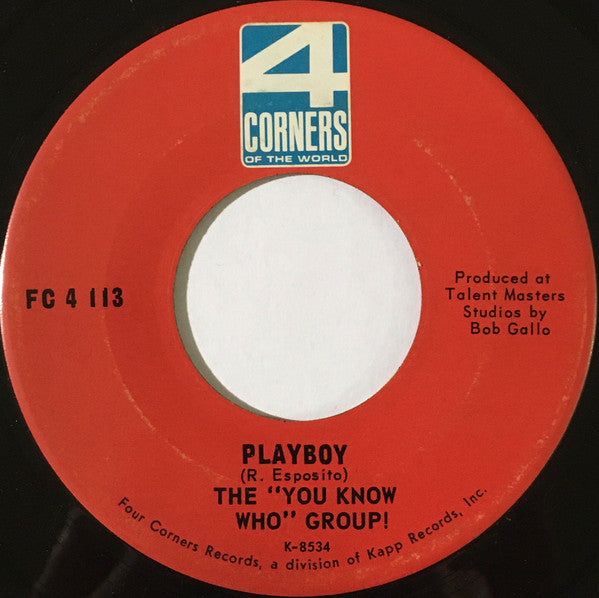 4
CORNERS
OF THE WORLD
FC 4 113
Produced at
Talent Masters
Studios by
Bob Gallo
PLAYBOY
(R. Esposito)
THE "YOU KNOW
WHO" GROUP!
K-8534
Four Corners Records, a division of Kapp Records, Inc.